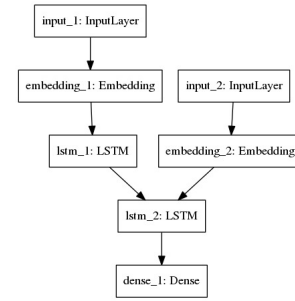 input_1: InputLayer
embedding_1: Embedding
input_2: InputLayer
lstm_1: LSTM
embedding_2: Embedding
lstm_2: LSTM
dense_1: Dense